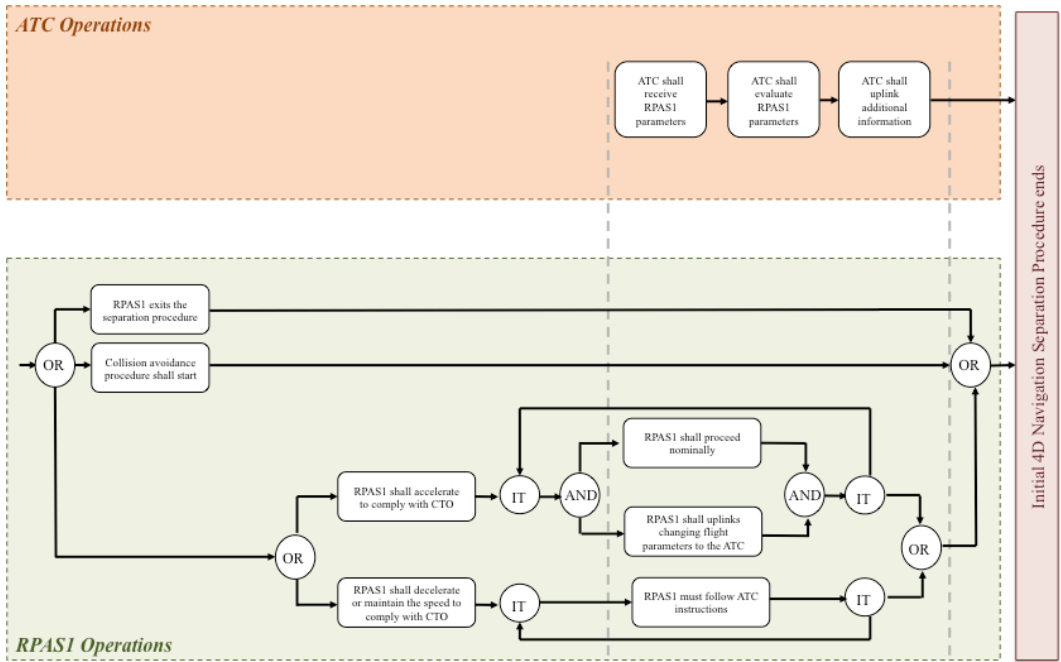 ATC Operations
ATC shall
receive
RPAS1
parameters
ATC shall
evaluate
RPAS1
parameters
ATC shall
uplink
additional
information
Initial 4D Navigation Separation Procedure ends
RPAS1 exits the
separation procedure
OR
Collision avoidance
procedure shall start
OR
RPAS1 shall proceed
nominally
RPAS1 shall accelerate
to comply with CTO
IT
AND
AND
IT
RPAS1 shall uplinks
changing flight
parameters to the ATC
OR
OR
RPAS1 shall decelerate
or maintain the speed to
comply with CTO
IT
RPAS1 must follow ATC
instructions
IT
RPAS1 Operations